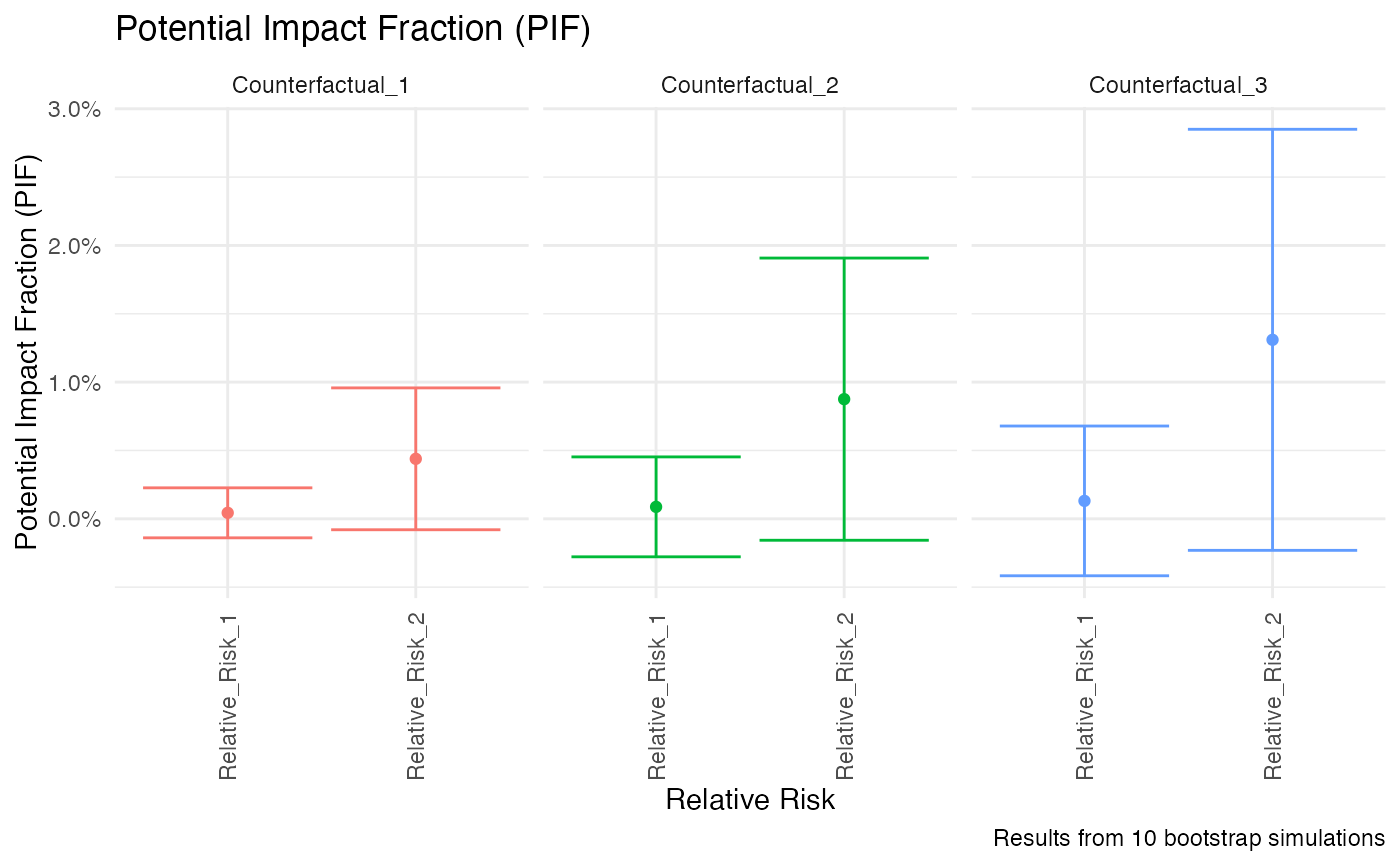 Potential Impact Fraction (PIF)
Counterfactual_1
Counterfactual_2
Counterfactual_3
Potential Impact Fraction (PIF)
3.0%
2.0%
1.0%
0.0%
Relative_Risk_1
Relative_Risk_2
Relative_Risk_1
Relative_Risk_2
Relative_Risk_1
Relative_Risk_2
Relative Risk
Results from 10 bootstrap simulations